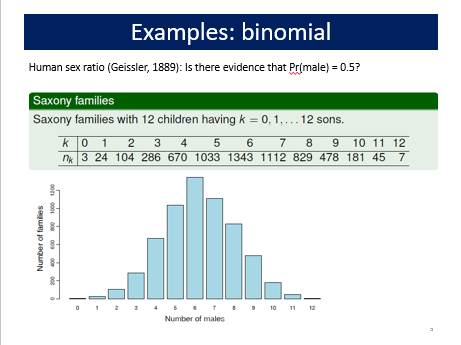 Examples: binomial
Human sex ratio (Geissler, 1889): Is there evidence that Pr(male) = 0.5?
Saxony families
Saxony families with 12 children having k = 0, 1, . . . 12 sons.
k 0 1 2 3 4 5 6 7 8 9 10 11 12
nk 3 24 104 286 670 1033 1343 1112 829 478 181 45 7
Number of families
0 200 400 600 800 1000 1200
0 1 2 3 4 5 6 7 8 9 10 11 12
Number of males